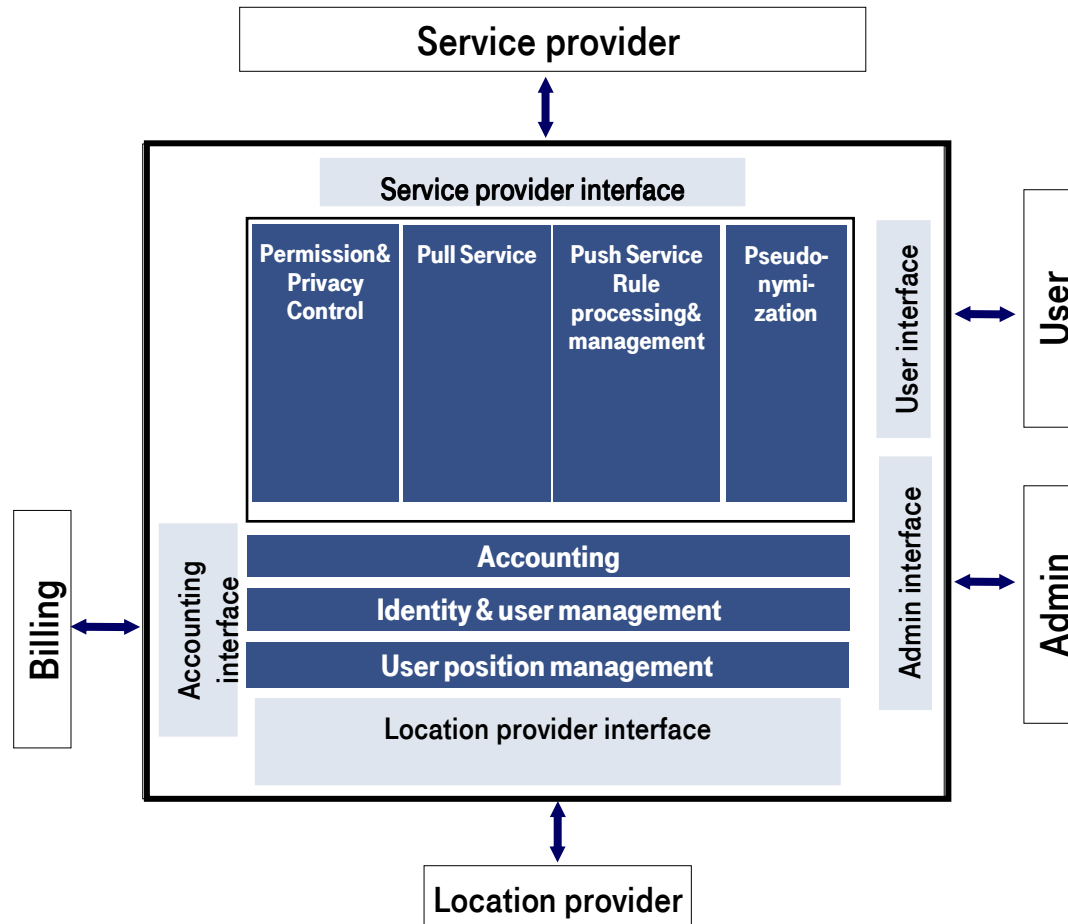 Service provider
Service provider interface
Permission&
Privacy
Control
Pull Service
Push Service
Rule
processing&
management
Pseudo-
nymi-
zation
User interface
User
Accounting
Identity & user management
User position management
Accounting
interface
Billing
Admin interface
Admin
Location provider interface
Location provider